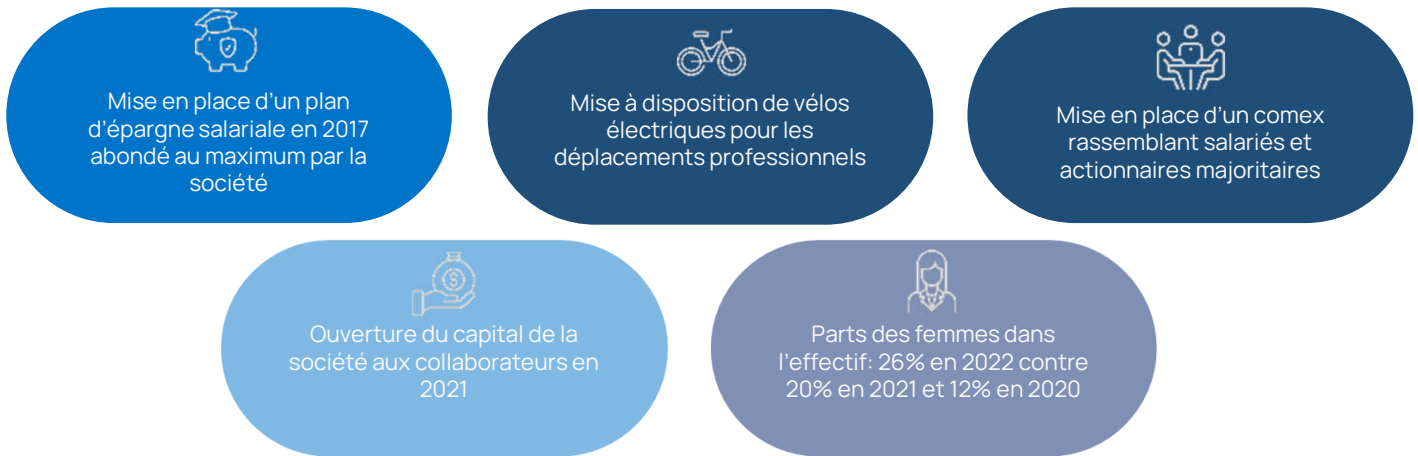 Mise en place d'un plan
d'épargne salariale en 2017
abondé au maximum par la
société
Mise à disposition de vélos
électriques pour les
déplacements professionnels
Mise en place d'un comex
rassemblant salariés et
actionnaires majoritaires
Ouverture du capital de la
société aux collaborateurs en
2021
Parts des femmes dans
l'effectif: 26% en 2022 contre
20% en 2021 et 12% en 2020